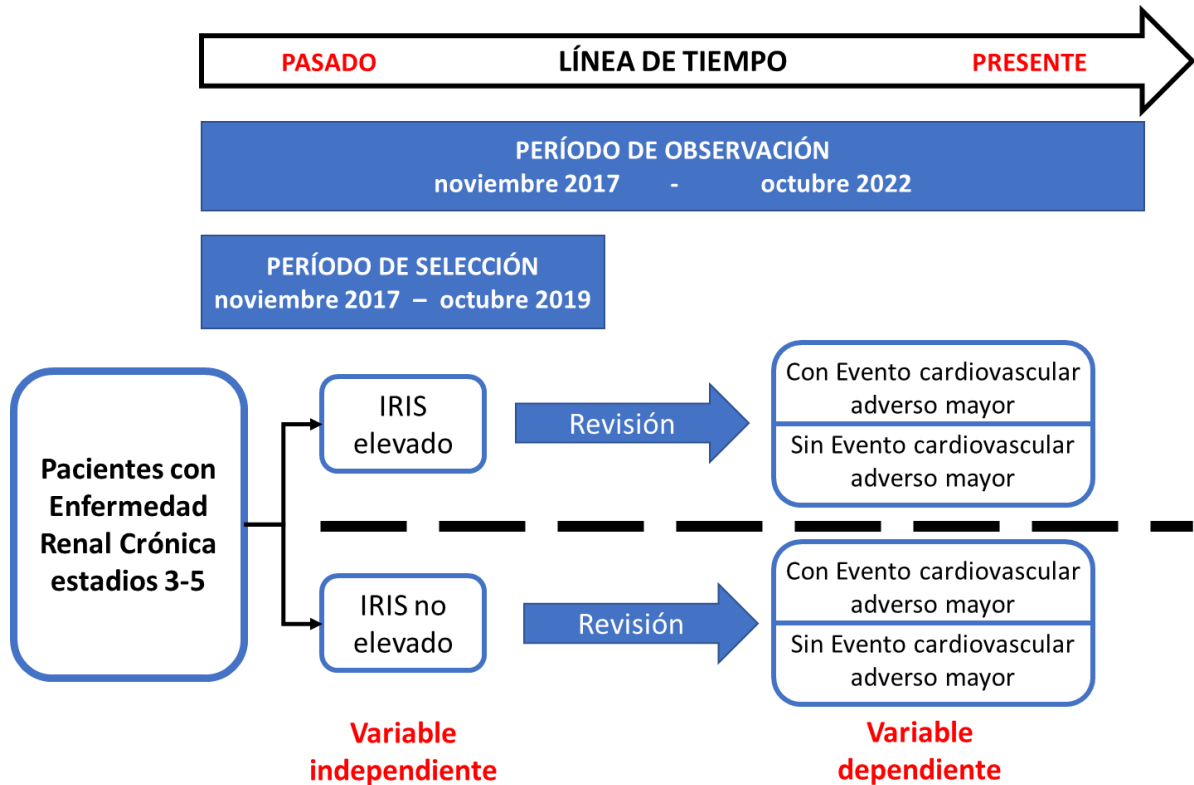 PASADO LÍNEA DE TIEMPO PRESENTE
PERÍODO DE OBSERVACIÓN
noviembre 2017 - octubre 2022
PERÍODO DE SELECCIÓN
noviembre 2017 – octubre 2019
Pacientes con
Enfermedad
Renal Crónica
estadios 3-5
IRIS
elevado
Revisión
Con Evento cardiovascular
adverso mayor
Sin Evento cardiovascular
adverso mayor
IRIS no
elevado
Revisión
Con Evento cardiovascular
adverso mayor
Sin Evento cardiovascular
adverso mayor
Variable
independiente
Variable
dependiente